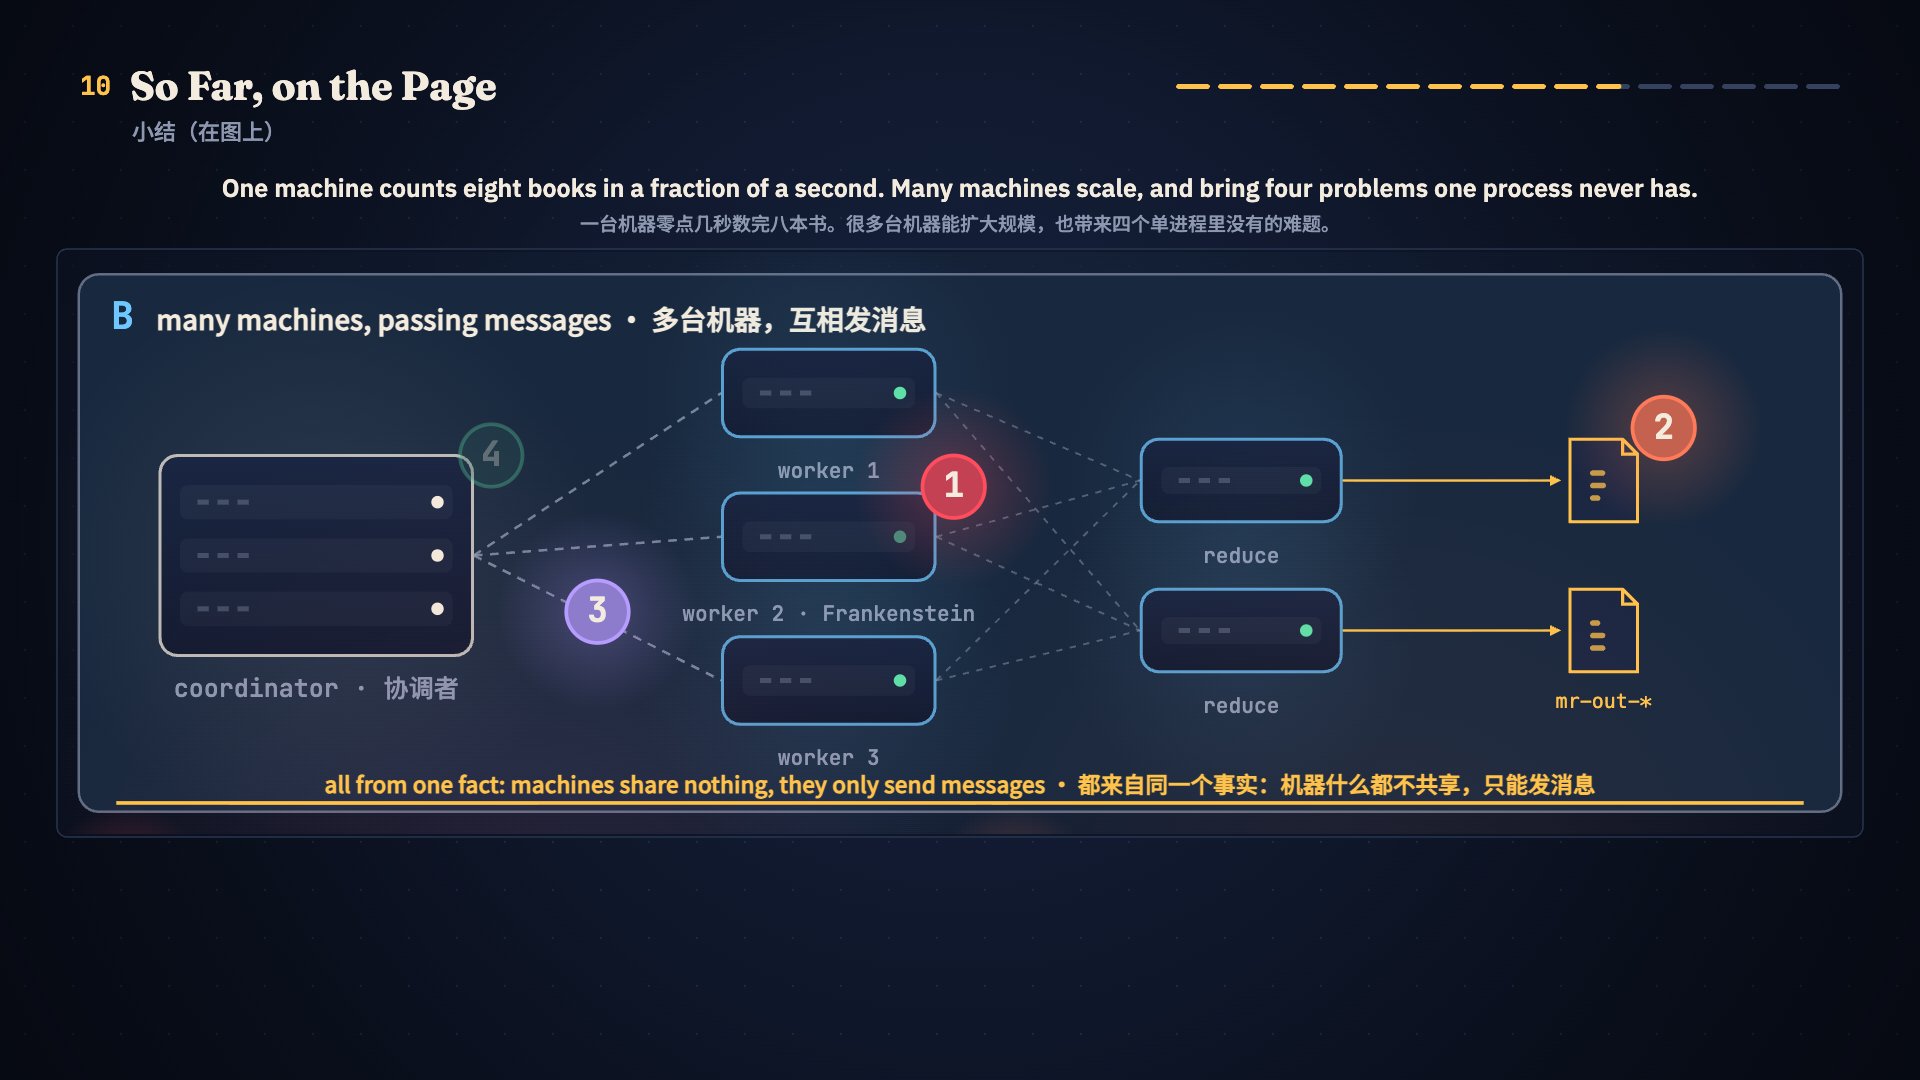 10 So Far, on the Page
小结（在图上）
One machine counts eight books in a fraction of a second. Many machines scale, and bring four problems one process never has.
一台机器零点几秒数完八本书。很多台机器能扩大规模，也带来四个单进程里没有的难题。
B many machines, passing messages · 多台机器，互相发消息
4
worker 1
1
2
reduce
3
worker 2 · Frankenstein
coordinator · 协调者
reduce
mr-out-*
worker 3
all from one fact: machines share nothing, they only send messages · 都来自同一个事实：机器什么都不共享，只能发消息